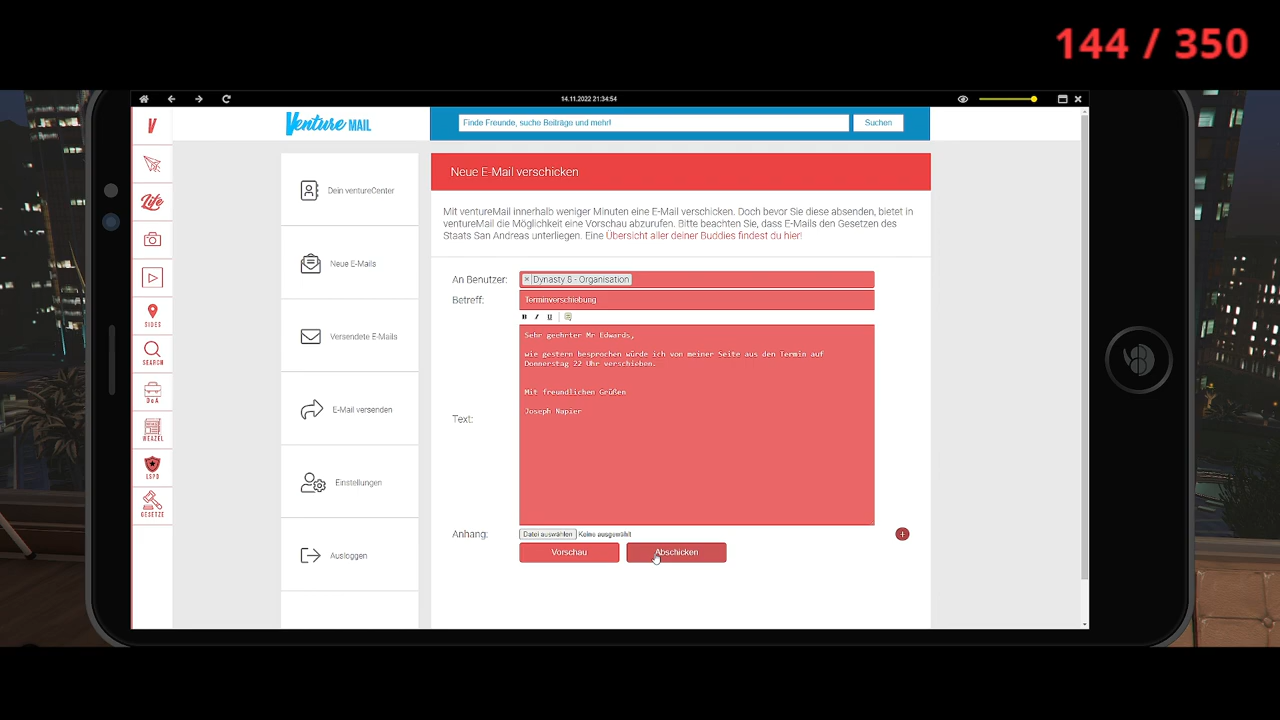 144 / 350
14.11.2022 21:34:54
Venture MAIL
Finde Freunde, suche Beiträge und mehr!
Suchen
V
Life
SIDES
SEARCH
DoA
WEAZEL
LSPD
GESETZE
Dein ventureCenter
Neue E-Mails
Versendete E-Mails
E-Mail versenden
Einstellungen
Ausloggen
Neue E-Mail verschicken
Mit ventureMail innerhalb weniger Minuten eine E-Mail verschicken. Doch bevor Sie diese absenden, bietet in
ventureMail die Möglichkeit eine Vorschau abzurufen. Bitte beachten Sie, dass E-Mails den Gesetzen des
Staats San Andreas unterliegen. Eine Übersicht aller deiner Buddies findest du hier!
An Benutzer: × Dynasty 8 - Organisation
Betreff: Terminverschiebung
B I U
Sehr geehrter Mr Edwards,
wie gestern besprochen würde ich von meiner Seite aus den Termin auf
Donnerstag 22 Uhr verschieben.
Mit freundlichen Grüßen
Joseph Napier
Text:
Anhang: Datei auswählen Keine ausgewählt
Vorschau Abschicken